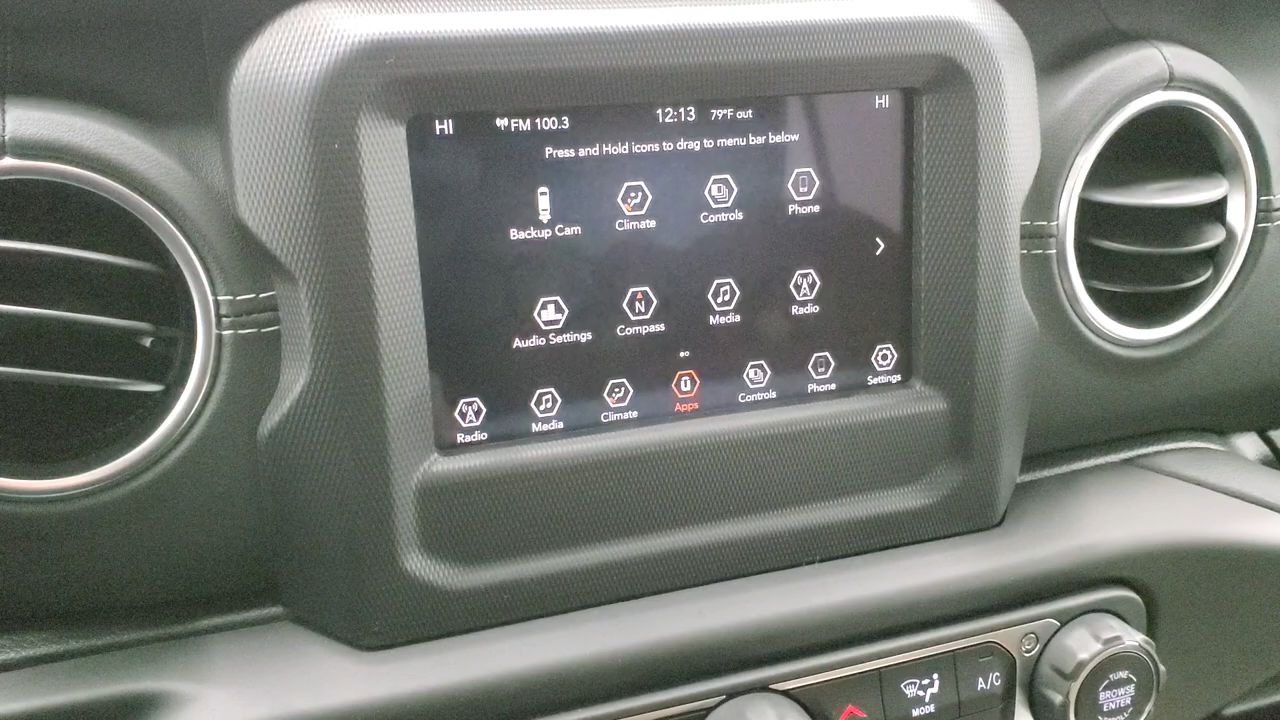 HI FM 100.3 12:13 79°F out HI
Press and Hold icons to drag to menu bar below
Backup Cam Climate Controls Phone
Audio Settings Compass Media Radio
N
Radio Media Climate Apps Controls Phone Settings
ū
MODE
A/C
TUNE
BROWSE
ENTER